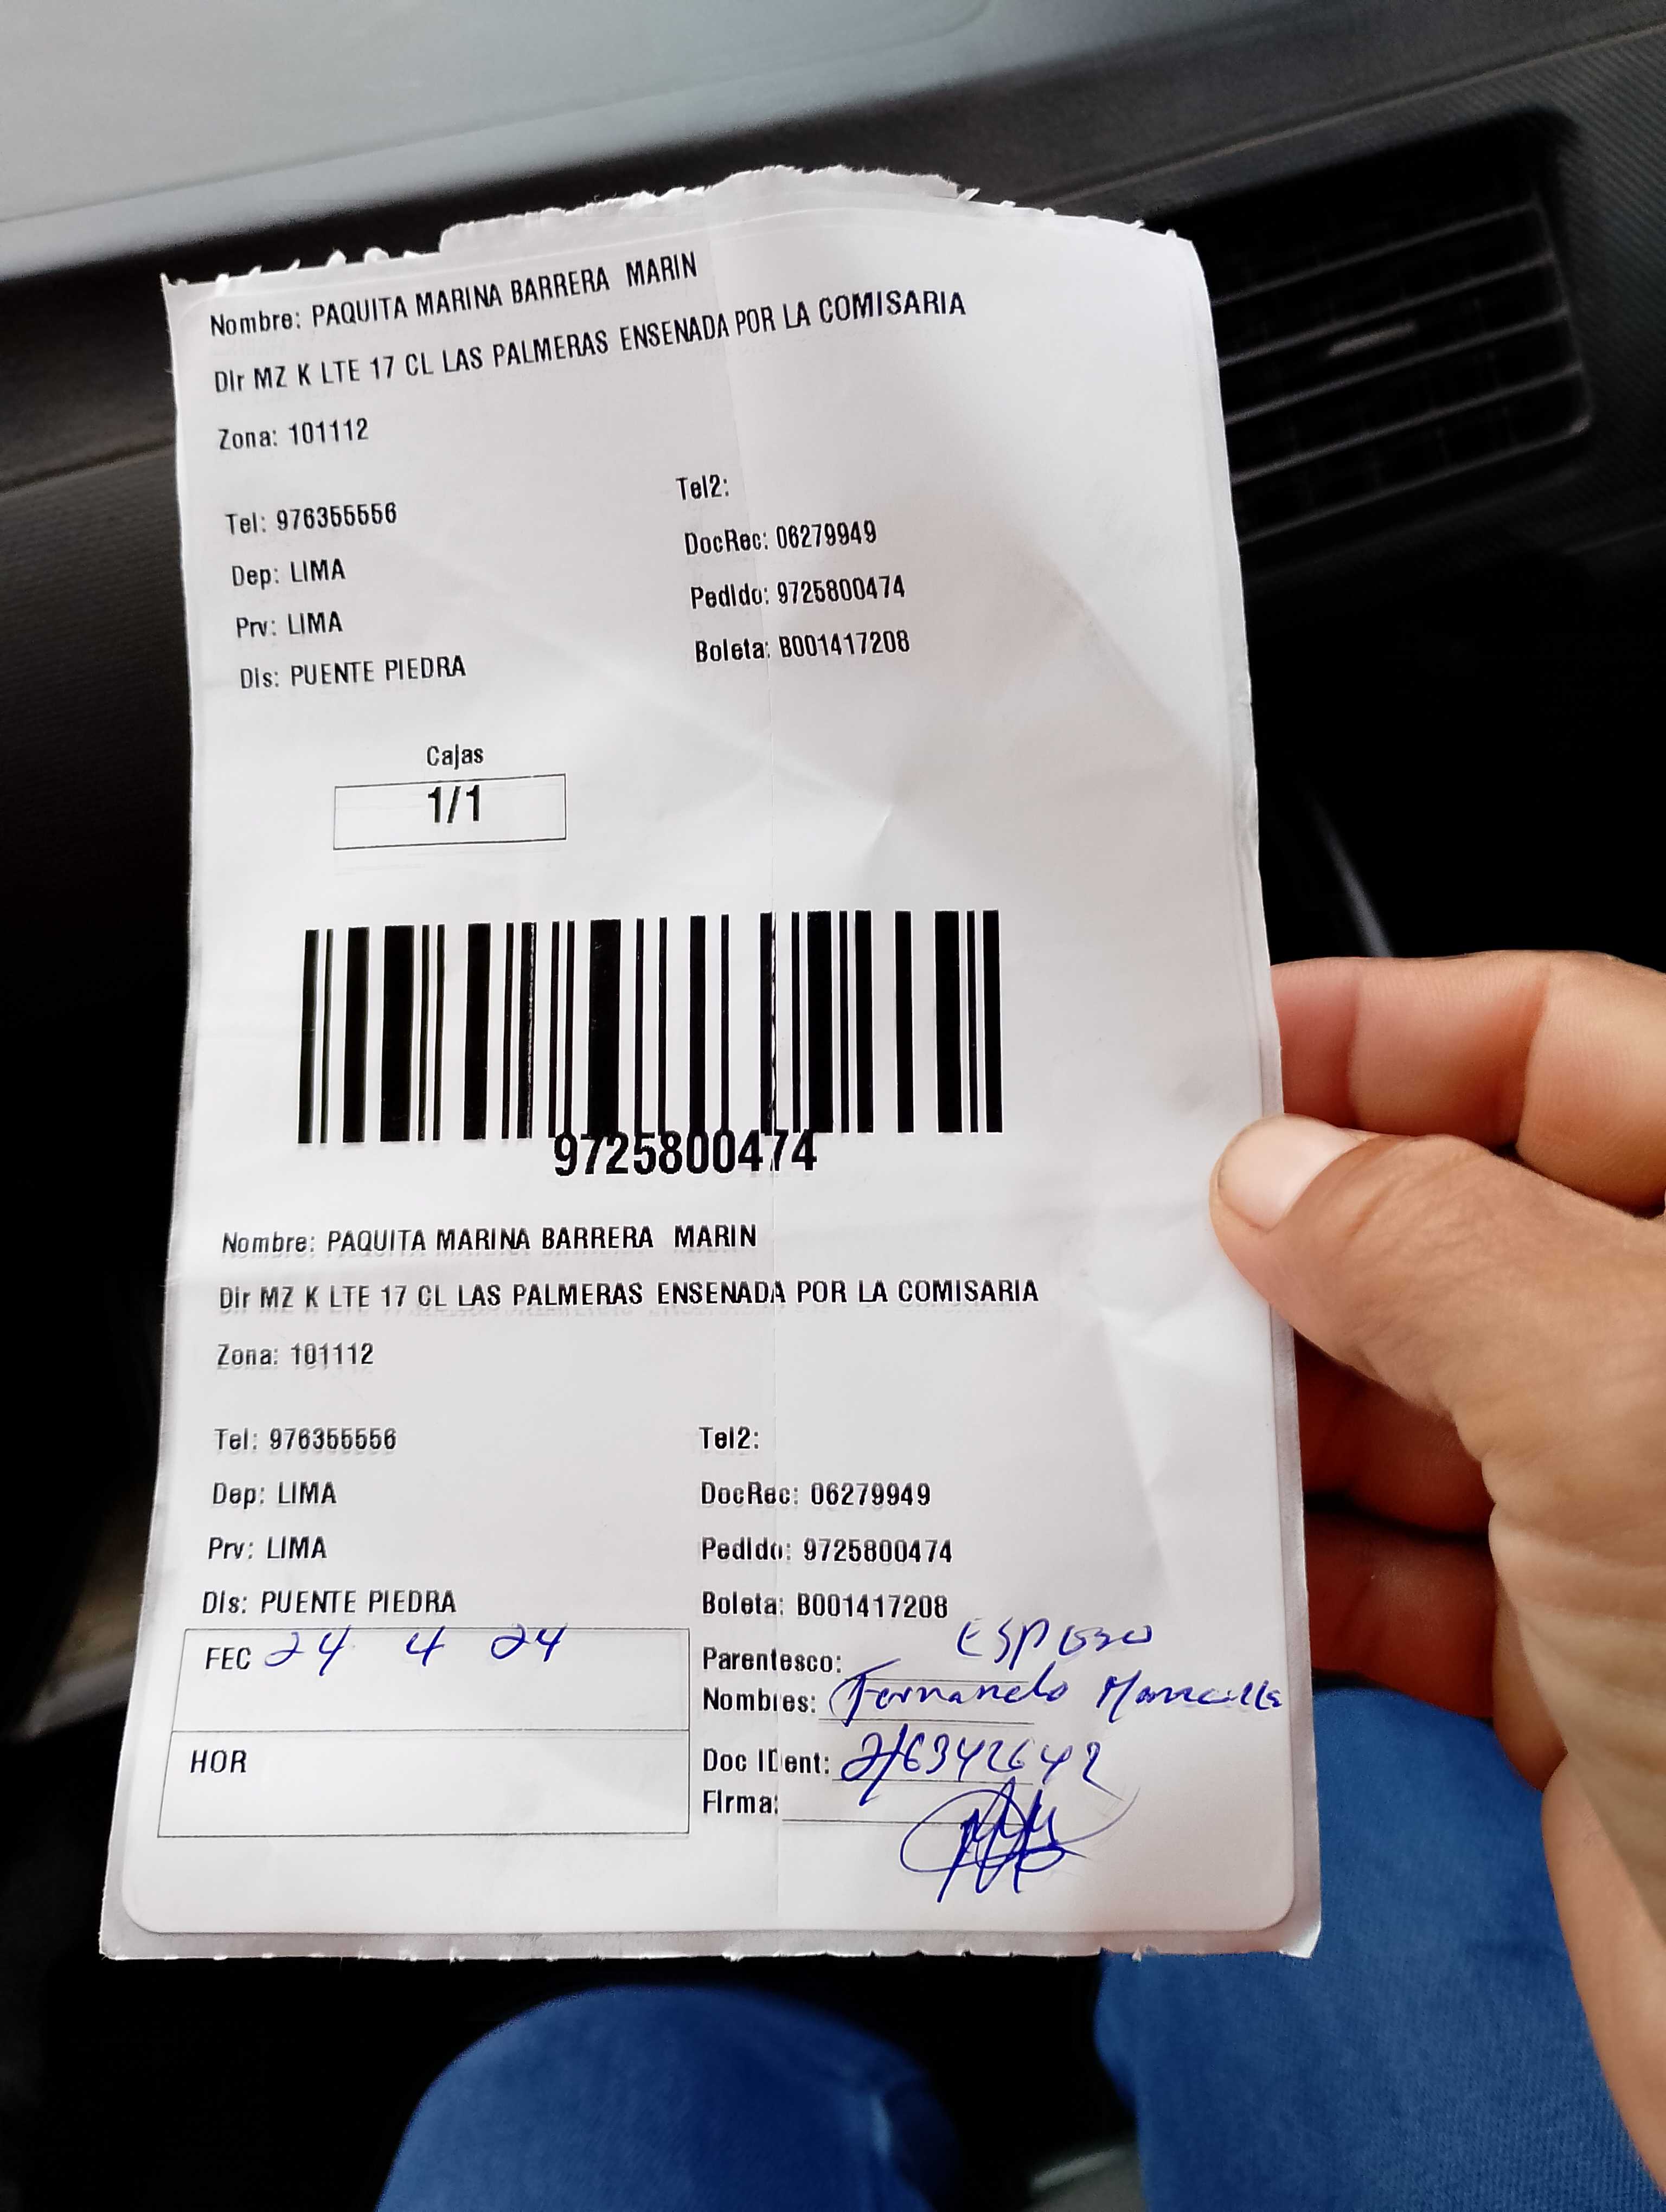 Nombre: PAQUITA MARINA BARRERA MARIN
Dir MZ K LTE 17 CL LAS PALMERAS ENSENADA POR LA COMISARIA
Zona: 101112
Tel: 976355556 Tel2:
Dep: LIMA DocRec: 06279949
Prv: LIMA Pedido: 9725800474
Dis: PUENTE PIEDRA Boleta: B001417208
Cajas
1/1
9725800474
Nombre: PAQUITA MARINA BARRERA MARIN
Dir MZ K LTE 17 CL LAS PALMERAS ENSENADA POR LA COMISARIA
Zona: 101112
Tel: 976355556 Tel2:
Dep: LIMA DocRec: 06279949
Prv: LIMA Pedido: 9725800474
Dis: PUENTE PIEDRA Boleta: B001417208
FEC 24 4 24
Parentesco: ESPOSO
Nombres: Fernando
HOR
Doc IDent:
Firma: